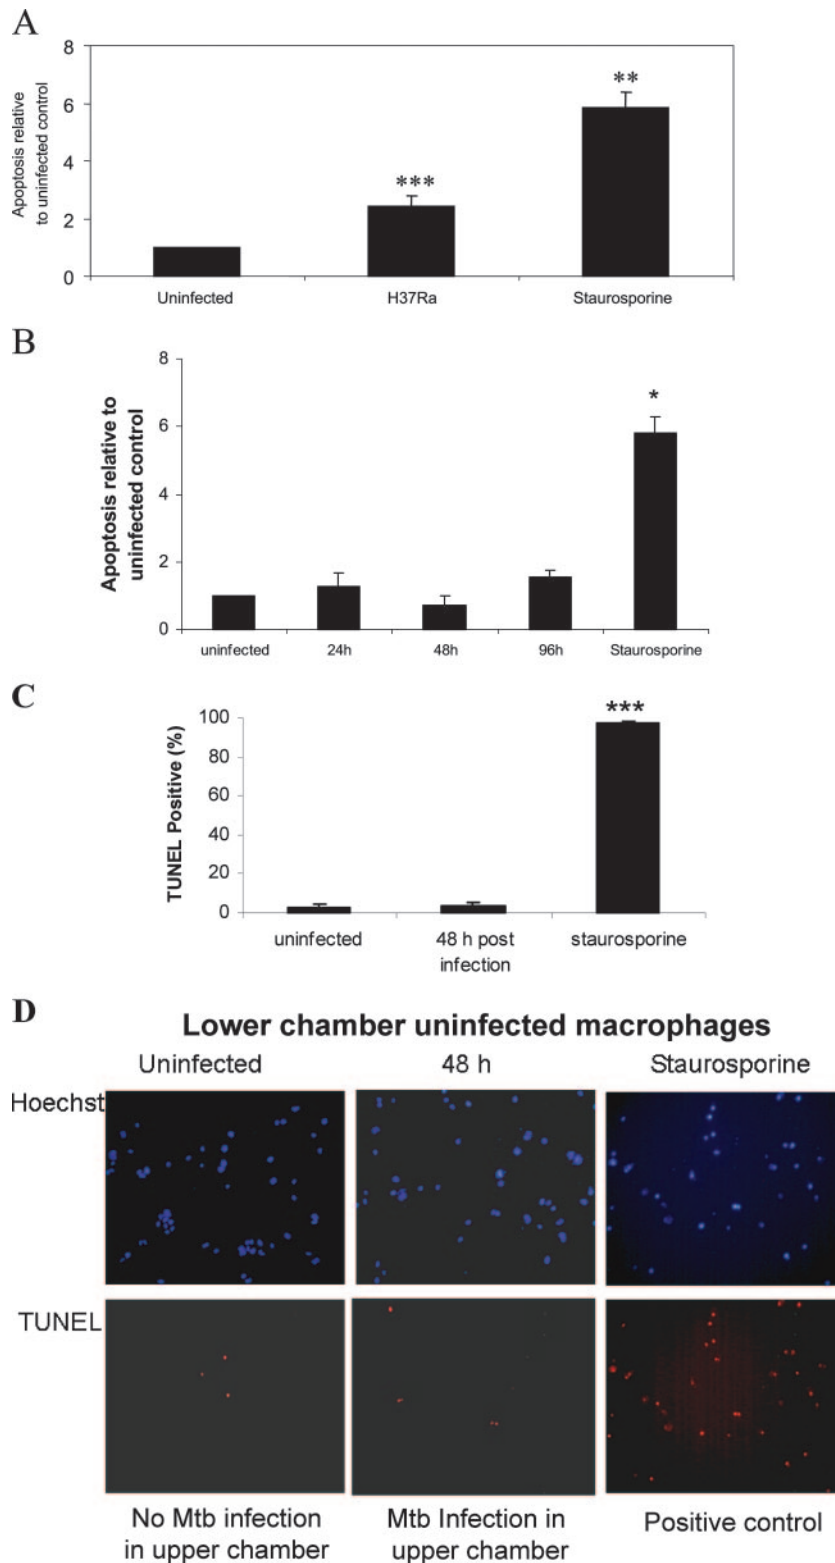 A
Apoptosis relative
to uninfected control
8
6
4
2
0
***
**
Uninfected
H37Ra
Staurosporine
B
Apoptosis relative to
uninfected control
8
6
4
2
0
*
uninfected
24h
48h
96h
Staurosporine
C
TUNEL Positive (%)
100
80
60
40
20
0
***
uninfected
48 h post
infection
staurosporine
D
Lower chamber uninfected macrophages
Uninfected
48 h
Staurosporine
Hoechst
TUNEL
No Mtb infection
in upper chamber
Mtb Infection in
upper chamber
Positive control